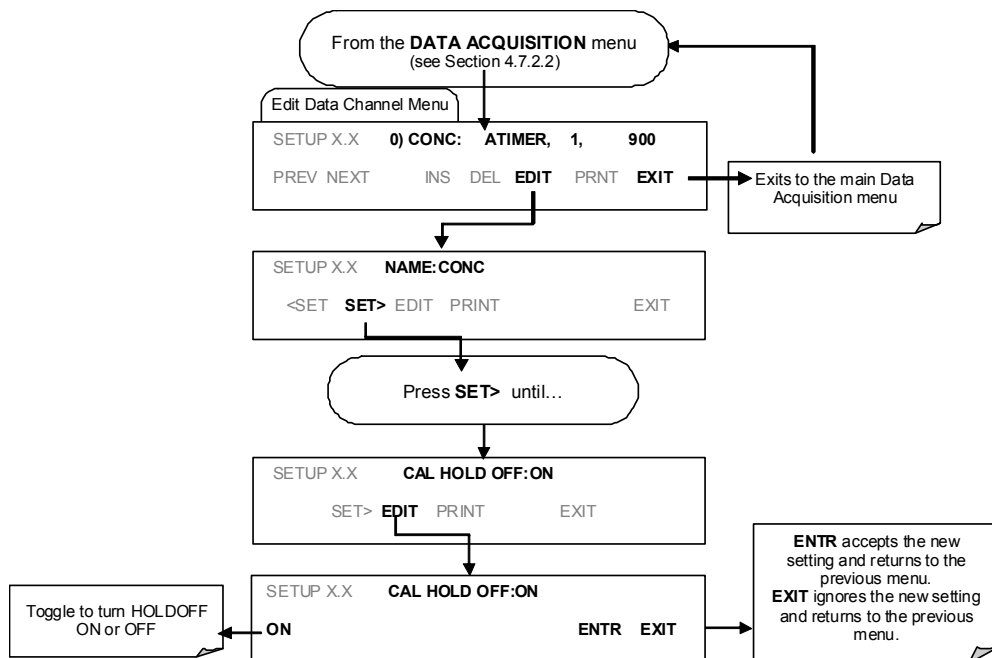 From the DATA ACQUISITION menu
(see Section 4.7.2.2)
Edit Data Channel Menu
SETUP X.X 0) CONC: ATIMER, 1, 900
PREV NEXT INS DEL EDIT PRNT EXIT
Exits to the main Data
Acquisition menu
SETUP X.X NAME:CONC
<SET SET> EDIT PRINT EXIT
Press SET> until…
SETUP X.X CAL HOLD OFF:ON
SET> EDIT PRINT EXIT
SETUP X.X CAL HOLD OFF:ON
ON ENTR EXIT
Toggle to turn HOLDOFF
ON or OFF
ENTR accepts the new
setting and returns to the
previous menu.
EXIT ignores the new setting
and returns to the previous
menu.